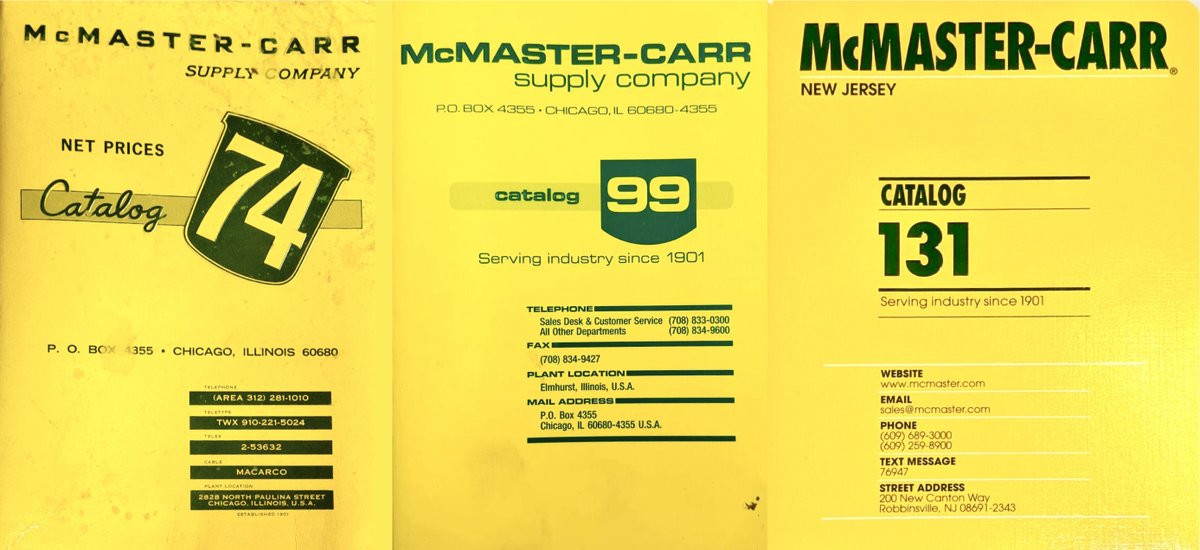 McMASTER-CARR
SUPPLY COMPANY
NET PRICES
Catalog
74
P. O. BOX 4355 • CHICAGO, ILLINOIS 60680
TELEPHONE
(AREA 312) 281-1010
TELETYPE
TWX 910-221-5024
TELEX
2-53632
CABLE
MACARCO
PLANT LOCATION
2828 NORTH PAULINA STREET
CHICAGO, ILLINOIS, U.S.A.
ESTABLISHED 1901
McMASTER-CARR
supply company
P.O. BOX 4355 • CHICAGO, IL 60680-4355
catalog 99
Serving industry since 1901
TELEPHONE
Sales Desk & Customer Service (708) 833-0300
All Other Departments (708) 834-9600
FAX
(708) 834-9427
PLANT LOCATION
Elmhurst, Illinois, U.S.A.
MAIL ADDRESS
P.O. Box 4355
Chicago, IL 60680-4355 U.S.A.
McMASTER-CARR®
NEW JERSEY
CATALOG
131
Serving industry since 1901
WEBSITE
www.mcmaster.com
EMAIL
sales@mcmaster.com
PHONE
(609) 689-3000
(609) 259-8900
TEXT MESSAGE
76947
STREET ADDRESS
200 New Canton Way
Robbinsville, NJ 08691-2343